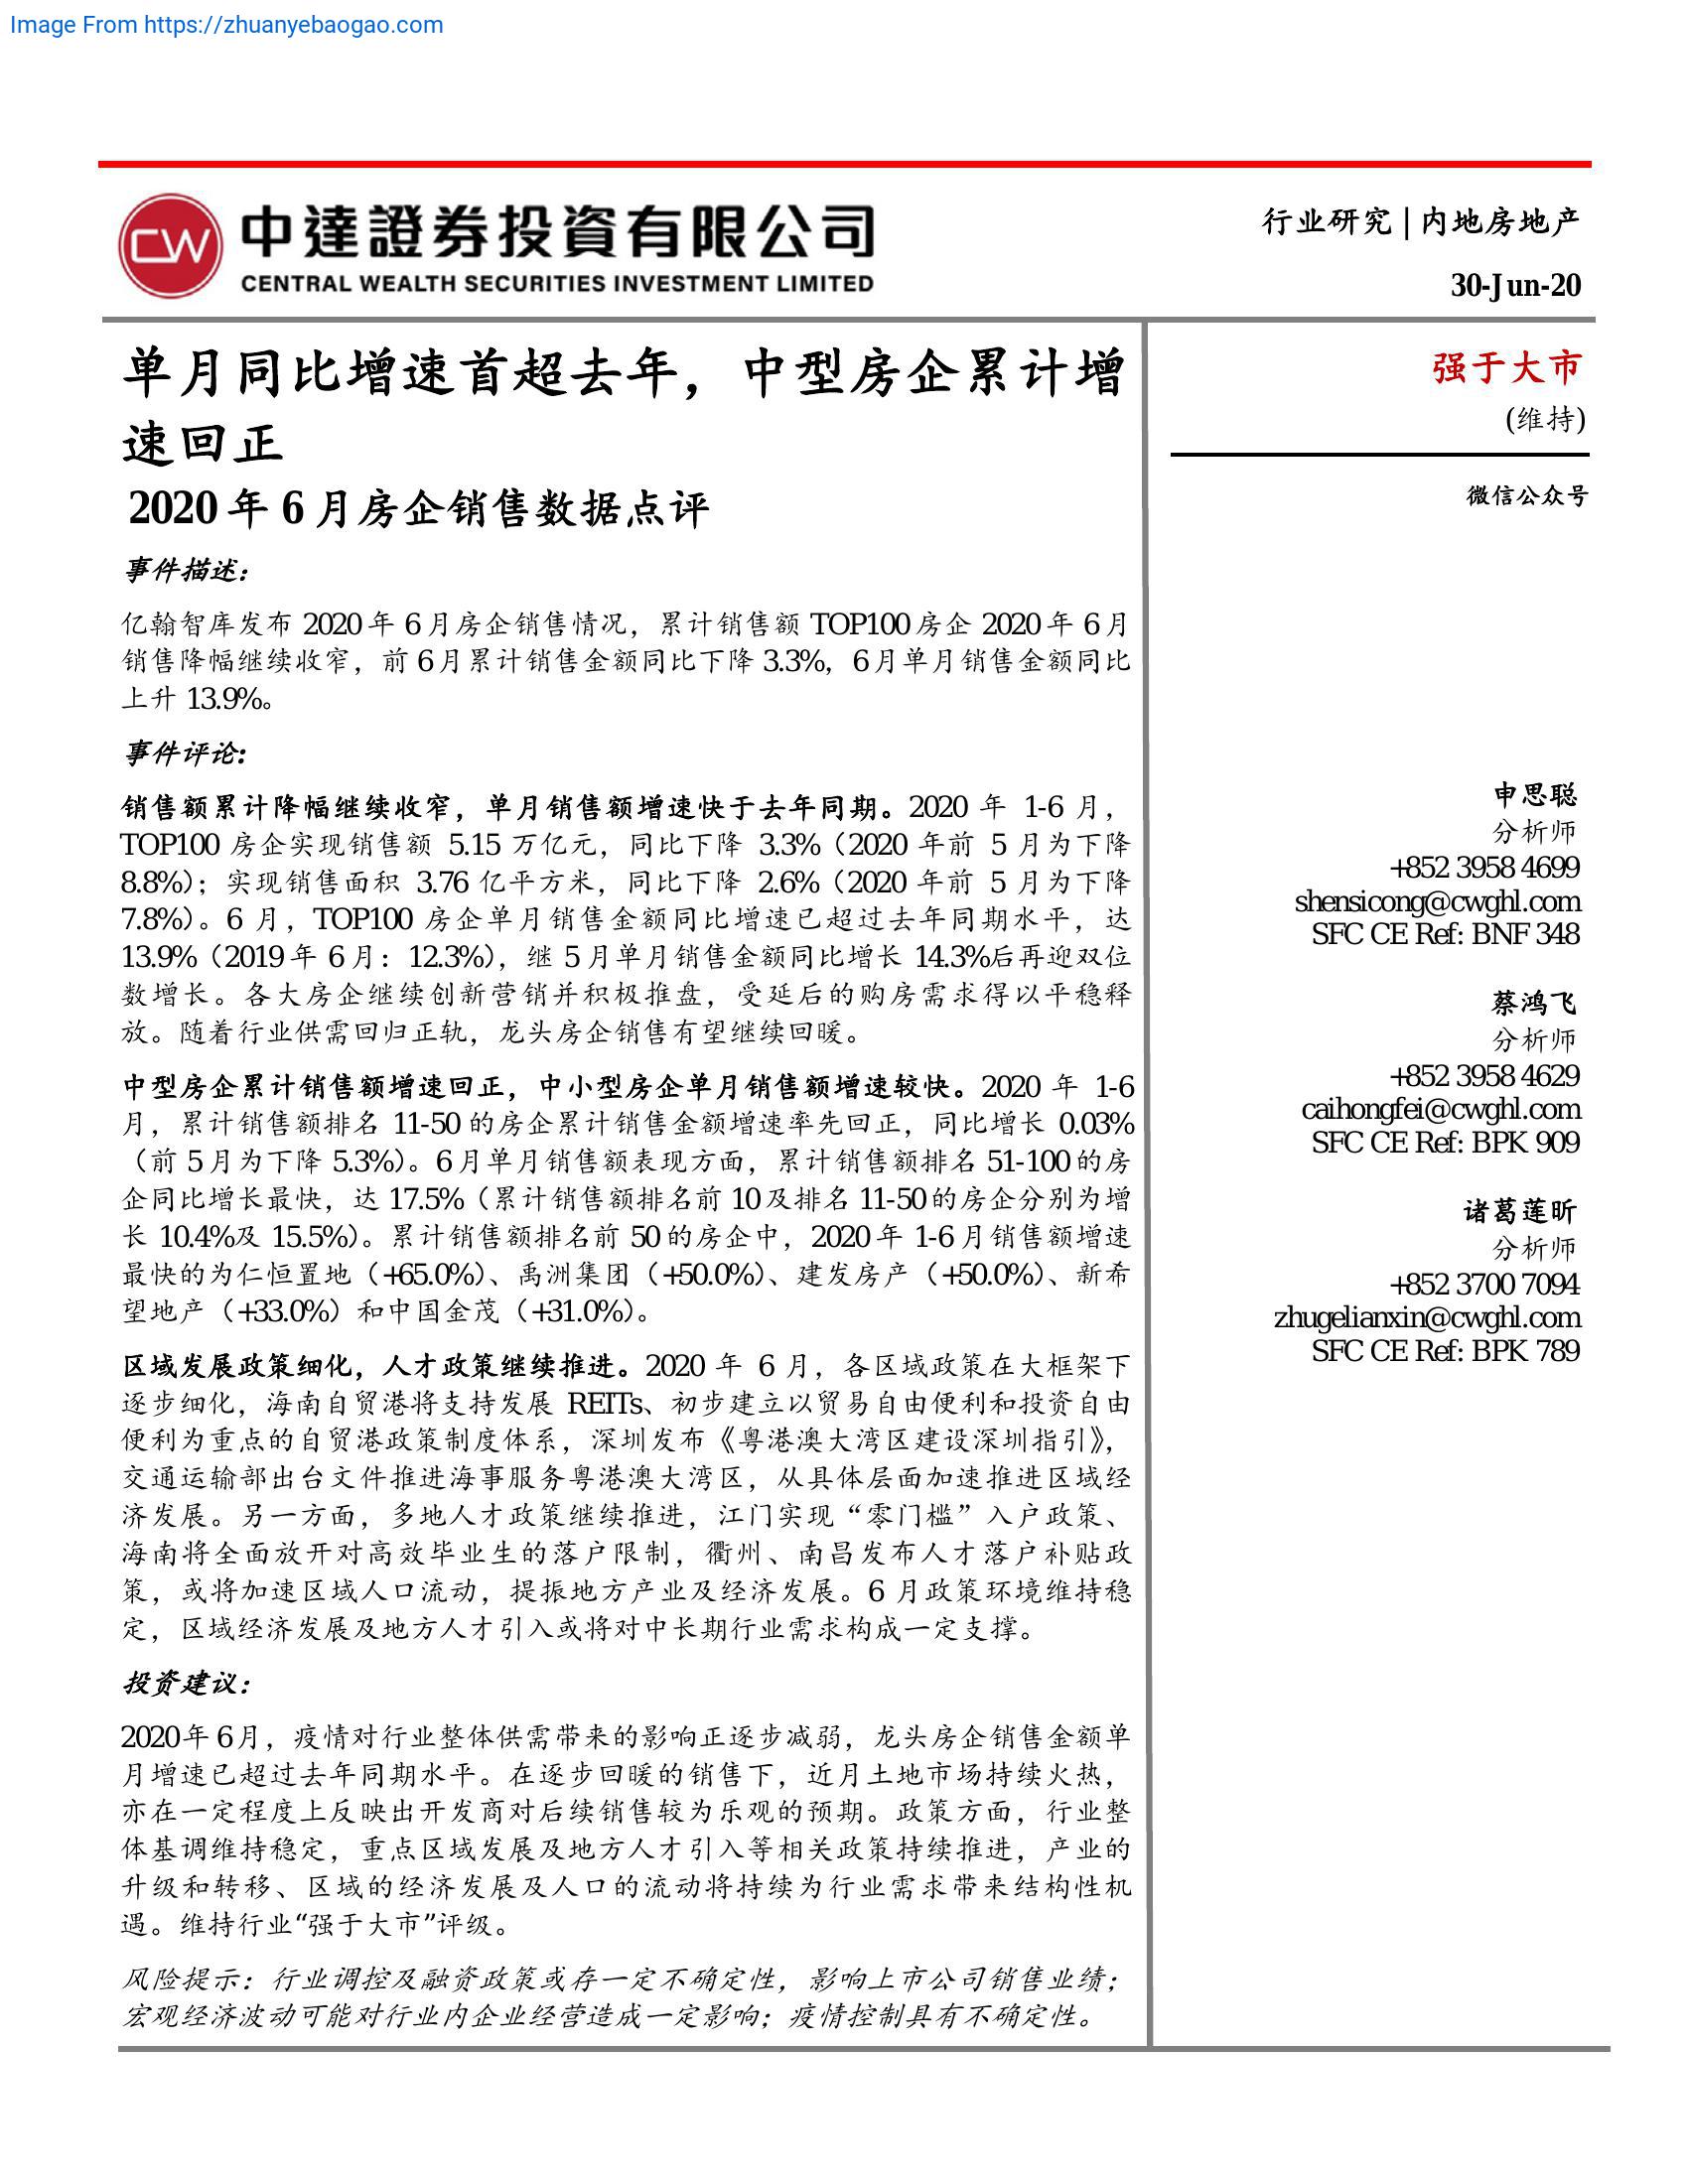 Image From https://zhuanyebaogao.com
CW
中達證券投資有限公司
CENTRAL WEALTH SECURITIES INVESTMENT LIMITED
行业研究 | 内地房地产
30-Jun-20
单月同比增速首超去年，中型房企累计增
速回正
2020 年 6 月房企销售数据点评
事件描述：
亿翰智库发布 2020 年 6 月房企销售情况，累计销售额 TOP100 房企 2020 年 6 月
销售降幅继续收窄，前 6 月累计销售金额同比下降 3.3%，6 月单月销售金额同比
上升 13.9%。
事件评论：
销售额累计降幅继续收窄，单月销售额增速快于去年同期。2020 年 1-6 月，
TOP100 房企实现销售额 5.15 万亿元，同比下降 3.3%（2020 年前 5 月为下降
8.8%）；实现销售面积 3.76 亿平方米，同比下降 2.6%（2020 年前 5 月为下降
7.8%）。6 月，TOP100 房企单月销售金额同比增速已超过去年同期水平，达
13.9%（2019 年 6 月：12.3%），继 5 月单月销售金额同比增长 14.3%后再迎双位
数增长。各大房企继续创新营销并积极推盘，受延后的购房需求得以平稳释
放。随着行业供需回归正轨，龙头房企销售有望继续回暖。
中型房企累计销售额增速回正，中小型房企单月销售额增速较快。2020 年 1-6
月，累计销售额排名 11-50 的房企累计销售金额增速率先回正，同比增长 0.03%
（前 5 月为下降 5.3%）。6 月单月销售额表现方面，累计销售额排名 51-100 的房
企同比增长最快，达 17.5%（累计销售额排名前 10 及排名 11-50 的房企分别为增
长 10.4%及 15.5%）。累计销售额排名前 50 的房企中，2020 年 1-6 月销售额增速
最快的为仁恒置地（+65.0%）、禹洲集团（+50.0%）、建发房产（+50.0%）、新希
望地产（+33.0%）和中国金茂（+31.0%）。
区域发展政策细化，人才政策继续推进。2020 年 6 月，各区域政策在大框架下
逐步细化，海南自贸港将支持发展 REITs、初步建立以贸易自由便利和投资自由
便利为重点的自贸港政策制度体系，深圳发布《粤港澳大湾区建设深圳指引》，
交通运输部出台文件推进海事服务粤港澳大湾区，从具体层面加速推进区域经
济发展。另一方面，多地人才政策继续推进，江门实现“零门槛”入户政策、
海南将全面放开对高效毕业生的落户限制，衢州、南昌发布人才落户补贴政
策，或将加速区域人口流动，提振地方产业及经济发展。6 月政策环境维持稳
定，区域经济发展及地方人才引入或将对中长期行业需求构成一定支撑。
投资建议：
2020 年 6 月，疫情对行业整体供需带来的影响正逐步减弱，龙头房企销售金额单
月增速已超过去年同期水平。在逐步回暖的销售下，近月土地市场持续火热，
亦在一定程度上反映出开发商对后续销售较为乐观的预期。政策方面，行业整
体基调维持稳定，重点区域发展及地方人才引入等相关政策持续推进，产业的
升级和转移、区域的经济发展及人口的流动将持续为行业需求带来结构性机
遇。维持行业“强于大市”评级。
风险提示：行业调控及融资政策或存一定不确定性，影响上市公司销售业绩；
宏观经济波动可能对行业内企业经营造成一定影响；疫情控制具有不确定性。
强于大市
(维持)
微信公众号
申思聪
分析师
+852 3958 4699
shensicong@cwghl.com
SFC CE Ref: BNF 348
蔡鸿飞
分析师
+852 3958 4629
caihongfei@cwghl.com
SFC CE Ref: BPK 909
诸葛莲昕
分析师
+852 3700 7094
zhugelianxin@cwghl.com
SFC CE Ref: BPK 789